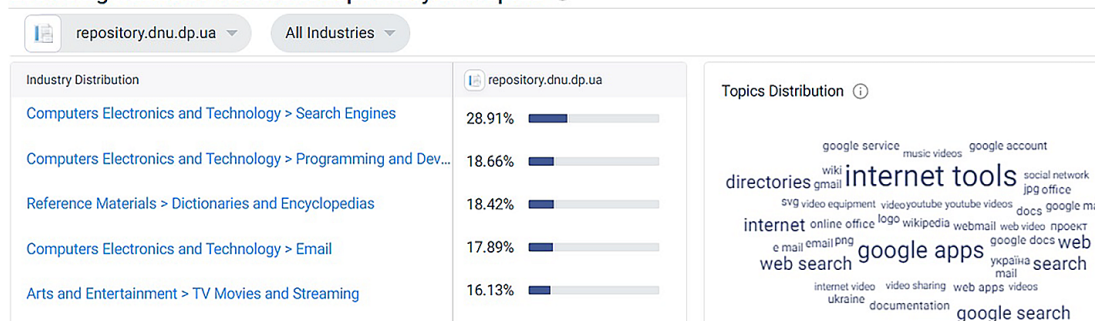 repository.dnu.dp.ua
All Industries
Industry Distribution
repository.dnu.dp.ua
Computers Electronics and Technology > Search Engines
28.91%
Computers Electronics and Technology > Programming and Dev...
18.66%
Reference Materials > Dictionaries and Encyclopedias
18.42%
Computers Electronics and Technology > Email
17.89%
Arts and Entertainment > TV Movies and Streaming
16.13%
Topics Distribution
google service music videos google account
directories wiki gmail internet tools social network jpg office
svg video equipment videoyoutube youtube videos docs google ma
internet online office logo wikipedia webmail web video проект
e mail email png google apps google docs web
web search україна mail search
internet video video sharing web apps videos
ukraine documentation google search